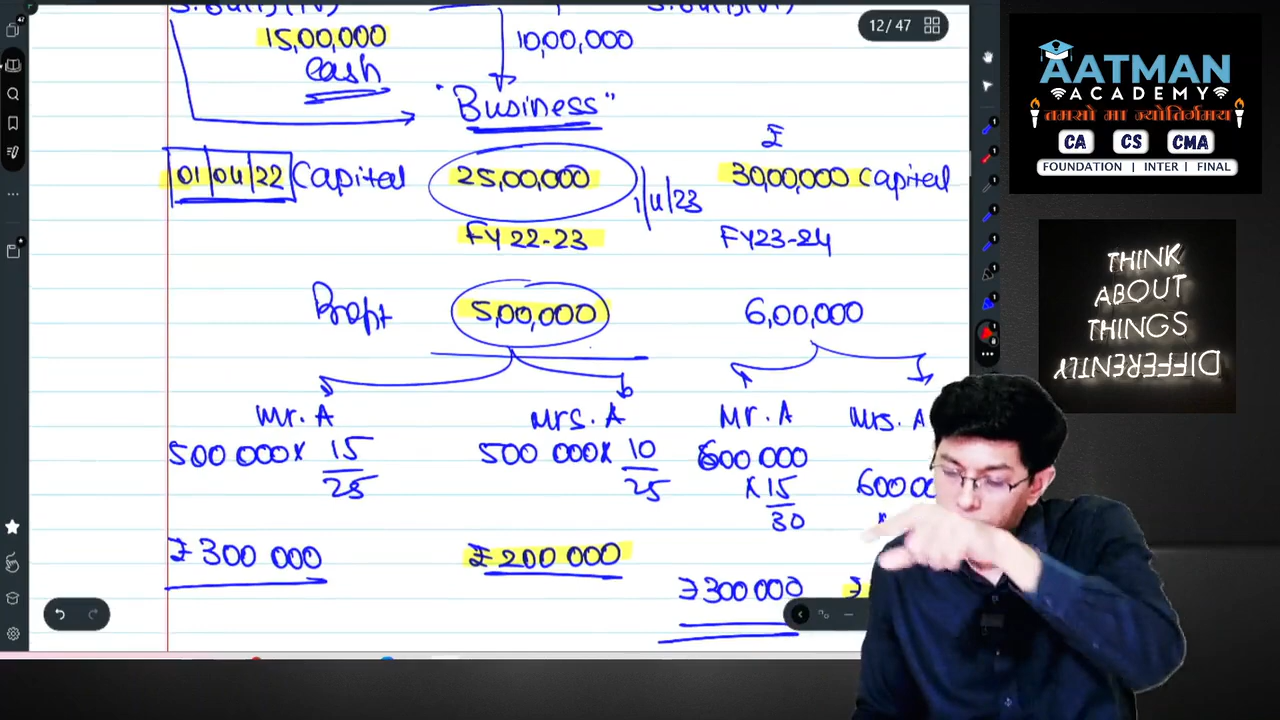 12/47
15,00,000
10,00,000
cash
"Business"
₹
01|04|22 Capital 25,00,000 1/4/23 30,00,000 Capital
FY 22-23 FY23-24
Profit 5,00,000 6,00,000
Mr. A Mrs. A Mr. A Mrs. A
500 000 x 15/25 500 000 x 10/25 600 000 x 15/30
₹300 000 ₹200 000
₹300000
AATMAN
ACADEMY
तमसो मा ज्योतिर्गमय
CA CS CMA
FOUNDATION | INTER | FINAL
THINK
ABOUT
THINGS
DIFFERENTLY